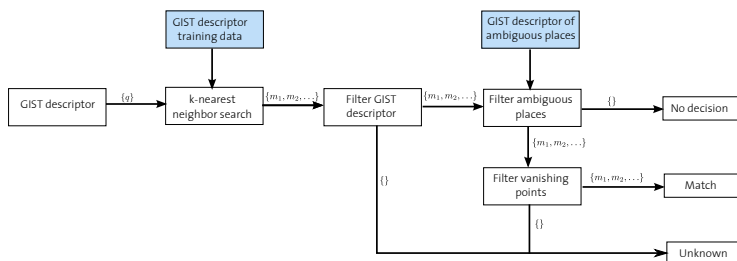 GIST descriptor
training data
GIST descriptor of
ambiguous places
GIST descriptor
{q}
k-nearest
neighbor search
{m₁, m₂, …}
Filter GIST
descriptor
{m₁, m₂, …}
Filter ambiguous
places
{}
No decision
{m₁, m₂, …}
{}
Filter vanishing
points
{m₁, m₂, …}
Match
{}
Unknown